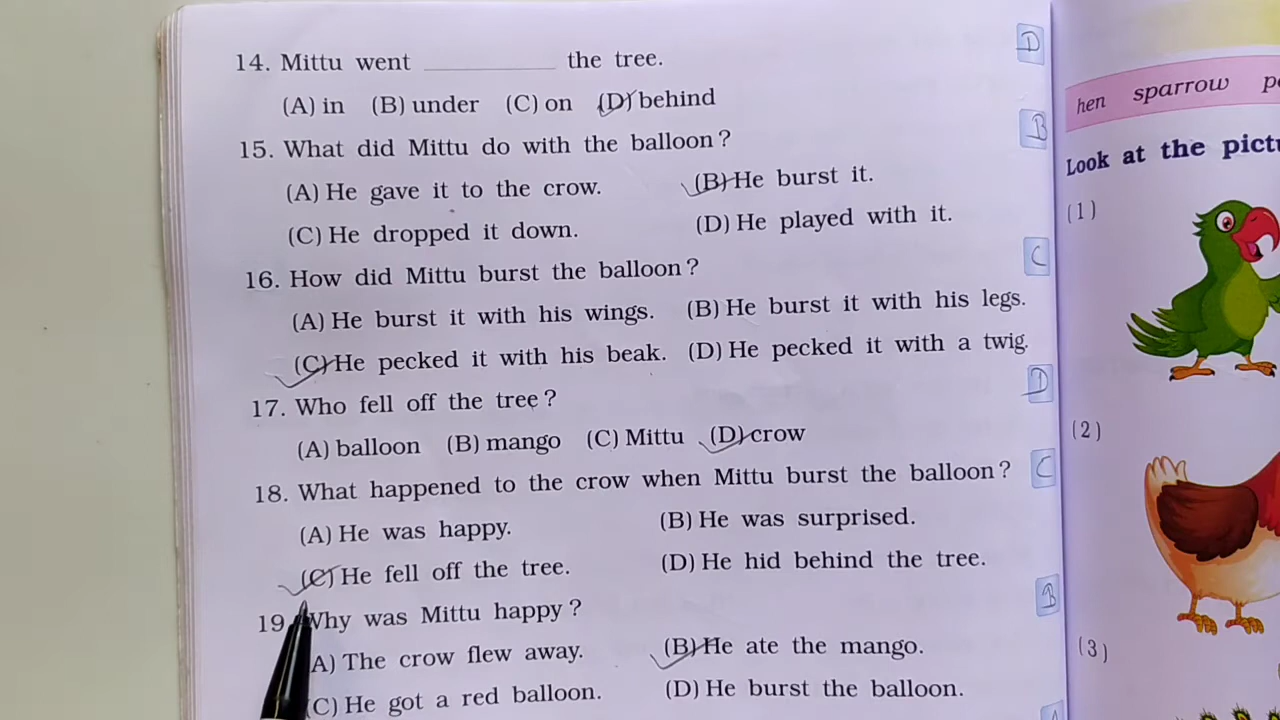 14. Mittu went __________ the tree. D
(A) in (B) under (C) on (D) behind
15. What did Mittu do with the balloon? B
(A) He gave it to the crow. (B) He burst it.
(C) He dropped it down. (D) He played with it.
16. How did Mittu burst the balloon? C
(A) He burst it with his wings. (B) He burst it with his legs.
(C) He pecked it with his beak. (D) He pecked it with a twig.
17. Who fell off the tree? D
(A) balloon (B) mango (C) Mittu (D) crow
18. What happened to the crow when Mittu burst the balloon? C
(A) He was happy. (B) He was surprised.
(C) He fell off the tree. (D) He hid behind the tree.
19. Why was Mittu happy? B
(A) The crow flew away. (B) He ate the mango.
(C) He got a red balloon. (D) He burst the balloon.
hen sparrow
Look at the
(1)
(2)
(3)